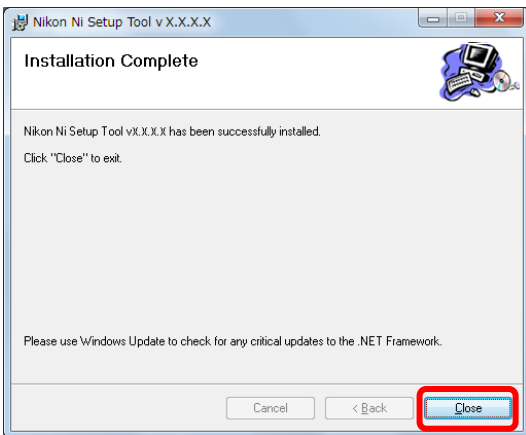 Nikon Ni Setup Tool v X.X.X.X
Installation Complete
Nikon Ni Setup Tool vX.X.X.X has been successfully installed.
Click "Close" to exit.
Please use Windows Update to check for any critical updates to the .NET Framework.
Cancel
< Back
Close